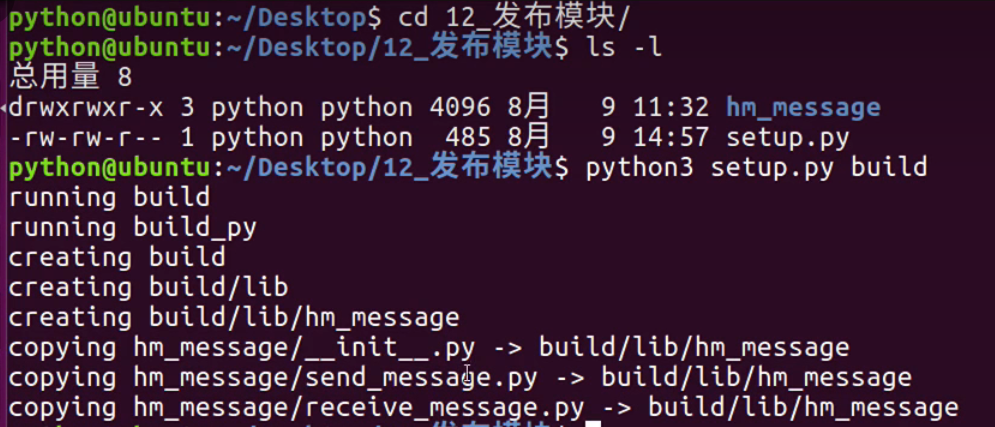 python@ubuntu:~/Desktop$ cd 12_发布模块/
python@ubuntu:~/Desktop/12_发布模块$ ls -l
总用量 8
drwxrwxr-x 3 python python 4096 8月   9 11:32 hm_message
-rw-rw-r-- 1 python python  485 8月   9 14:57 setup.py
python@ubuntu:~/Desktop/12_发布模块$ python3 setup.py build
running build
running build_py
creating build
creating build/lib
creating build/lib/hm_message
copying hm_message/__init__.py -> build/lib/hm_message
copying hm_message/send_message.py -> build/lib/hm_message
copying hm_message/receive_message.py -> build/lib/hm_message